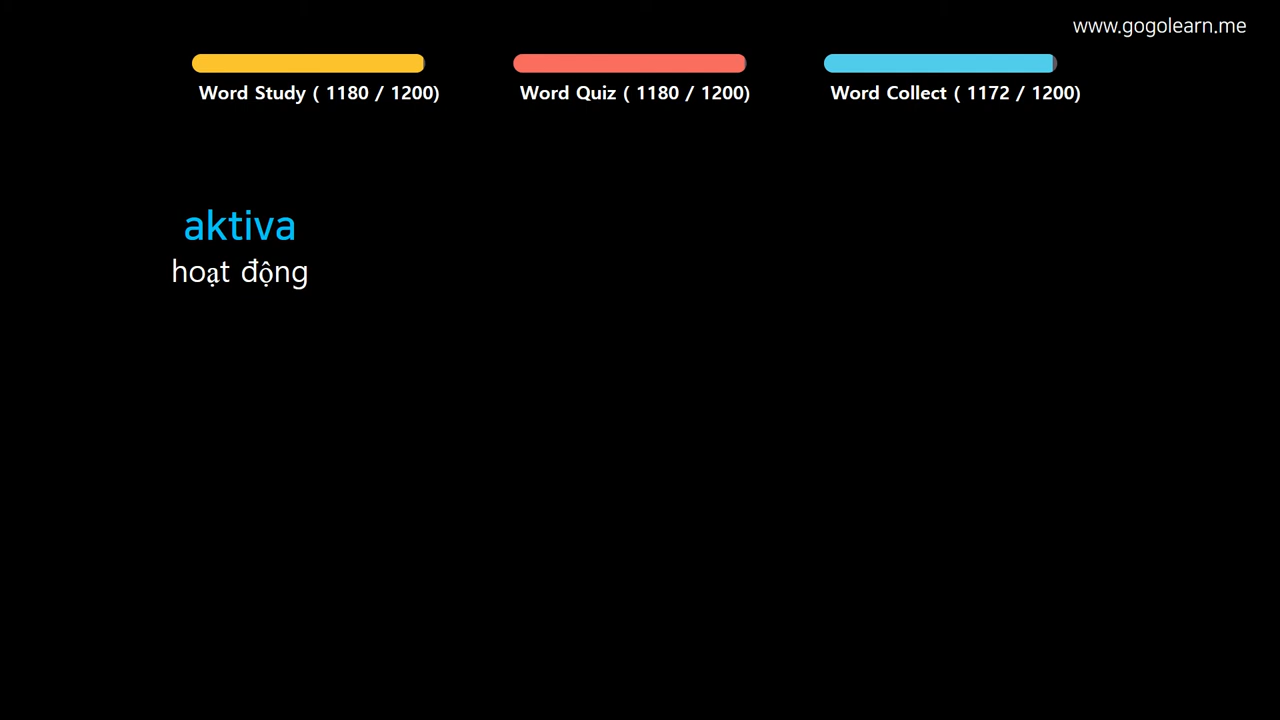 www.gogolearn.me
Word Study ( 1180 / 1200)
Word Quiz ( 1180 / 1200)
Word Collect ( 1172 / 1200)
aktiva
hoạt động